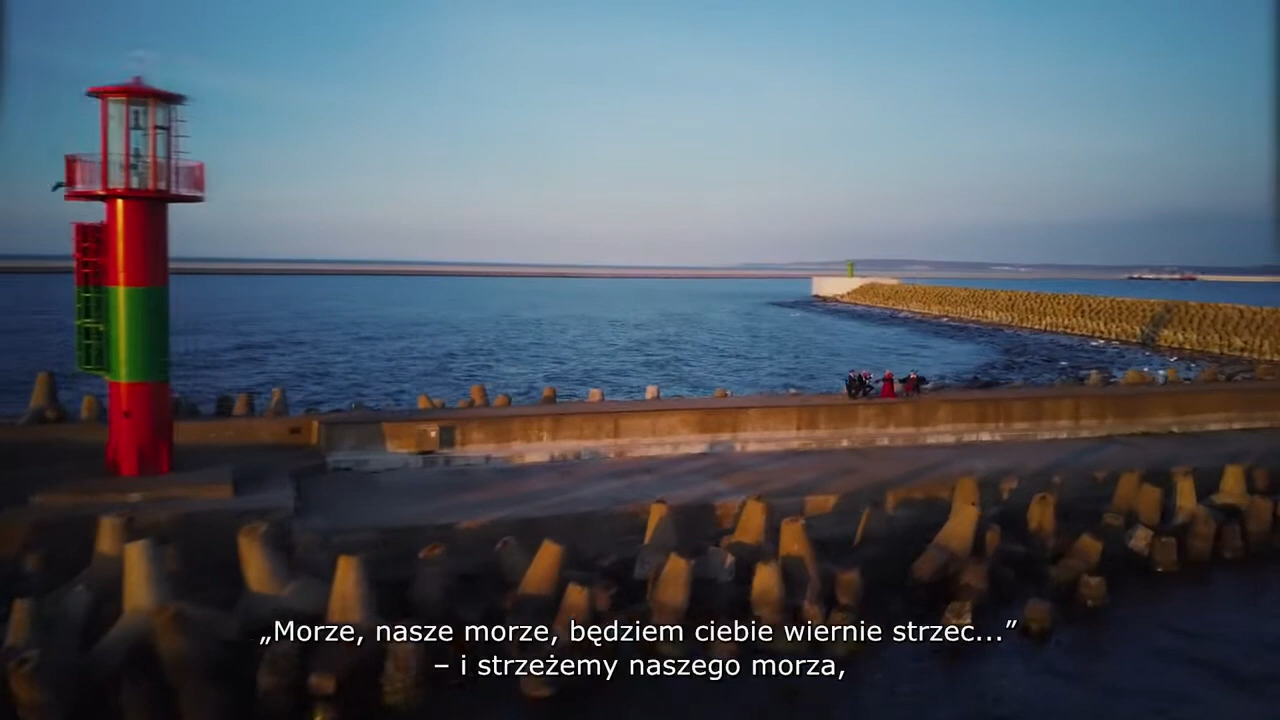 „Morze, nasze morze, będziem ciebie wiernie strzec...”
– i strzeżemy naszego morza,